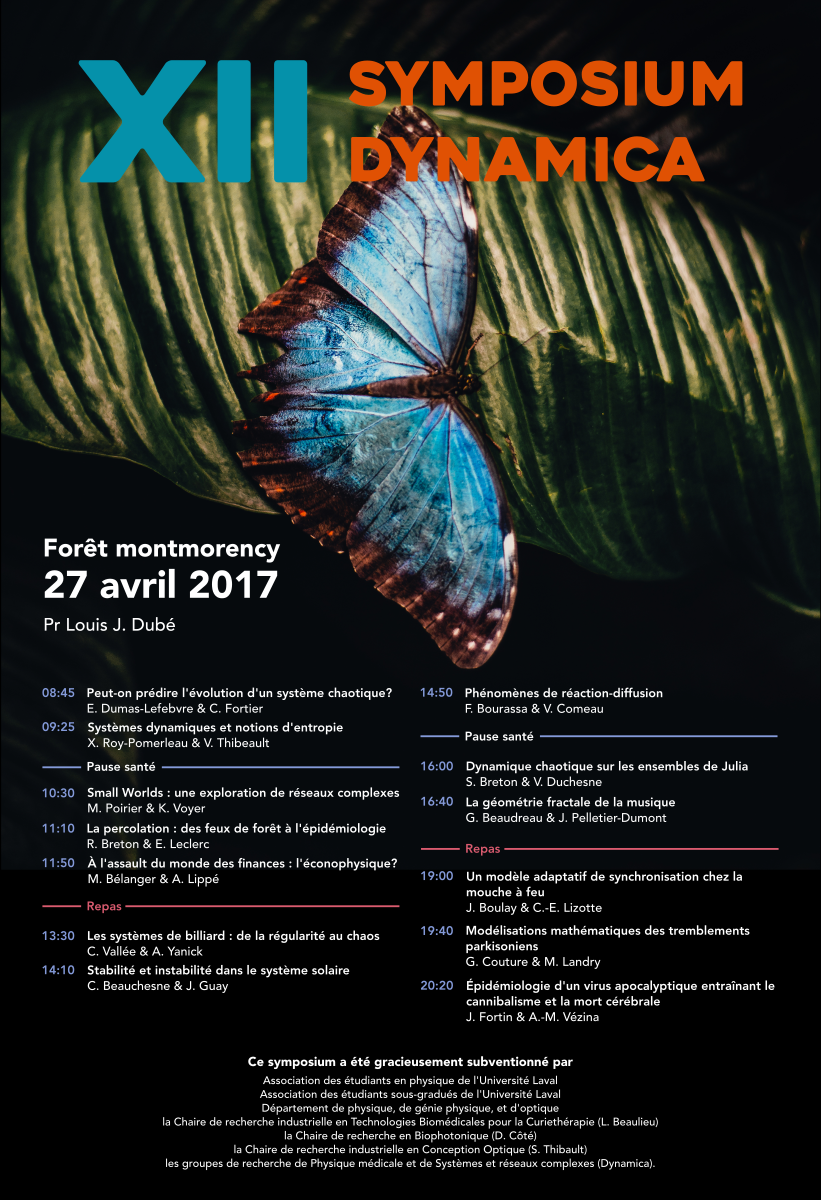 XII
SYMPOSIUM
DYNAMICA
Forêt montmorency
27 avril 2017
Pr Louis J. Dubé
08:45 Peut-on prédire l'évolution d'un système chaotique?
E. Dumas-Lefebvre & C. Fortier
09:25 Systèmes dynamiques et notions d'entropie
X. Roy-Pomerleau & V. Thibeault
Pause santé
10:30 Small Worlds : une exploration de réseaux complexes
M. Poirier & K. Voyer
11:10 La percolation : des feux de forêt à l'épidémiologie
R. Breton & E. Leclerc
11:50 À l'assaut du monde des finances : l'éconophysique?
M. Bélanger & A. Lippé
Repas
13:30 Les systèmes de billiard : de la régularité au chaos
C. Vallée & A. Yanick
14:10 Stabilité et instabilité dans le système solaire
C. Beauchesne & J. Guay
14:50 Phénomènes de réaction-diffusion
F. Bourassa & V. Comeau
Pause santé
16:00 Dynamique chaotique sur les ensembles de Julia
S. Breton & V. Duchesne
16:40 La géométrie fractale de la musique
G. Beaudreau & J. Pelletier-Dumont
Repas
19:00 Un modèle adaptatif de synchronisation chez la
mouche à feu
J. Boulay & C.-E. Lizotte
19:40 Modélisations mathématiques des tremblements
parkisoniens
G. Couture & M. Landry
20:20 Épidémiologie d'un virus apocalyptique entraînant le
cannibalisme et la mort cérébrale
J. Fortin & A.-M. Vézina
Ce symposium a été gracieusement subventionné par
Association des étudiants en physique de l'Université Laval
Association des étudiants sous-gradués de l'Université Laval
Département de physique, de génie physique, et d'optique
la Chaire de recherche industrielle en Technologies Biomédicales pour la Curiethérapie (L. Beaulieu)
la Chaire de recherche en Biophotonique (D. Côté)
la Chaire de recherche industrielle en Conception Optique (S. Thibault)
les groupes de recherche de Physique médicale et de Systèmes et réseaux complexes (Dynamica).